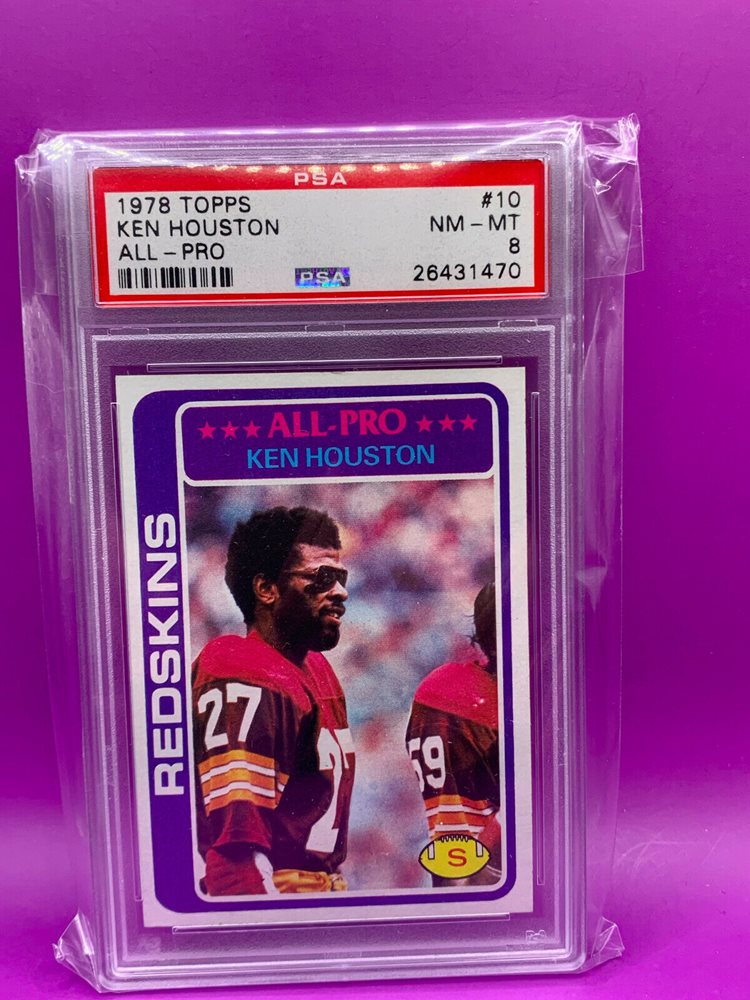 PSA
1978 TOPPS #10
KEN HOUSTON NM-MT
ALL-PRO 8
PSA 26431470
ALL-PRO
KEN HOUSTON
REDSKINS
27
27
59
S